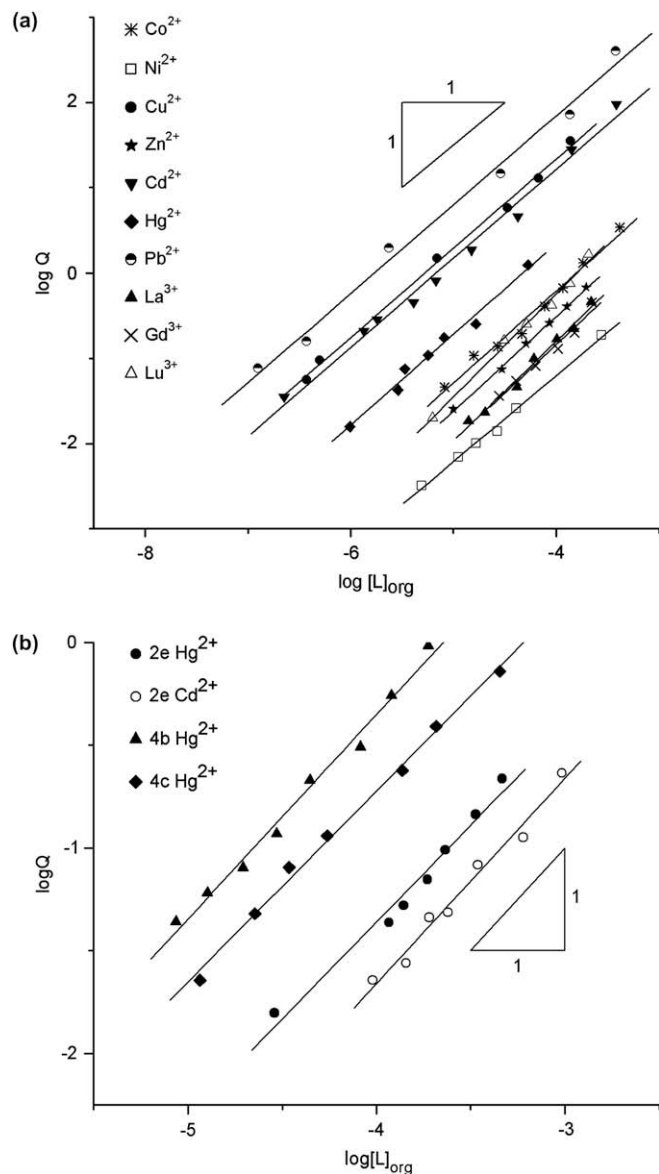 (a)
Co2+
Ni2+
Cu2+
Zn2+
Cd2+
Hg2+
Pb2+
La3+
Gd3+
Lu3+
1
1
2
0
-2
log Q
-8
-6
-4
log [L]org
(b)
2e Hg2+
2e Cd2+
4b Hg2+
4c Hg2+
0
-1
-2
logQ
1
1
-5
-4
-3
log[L]org